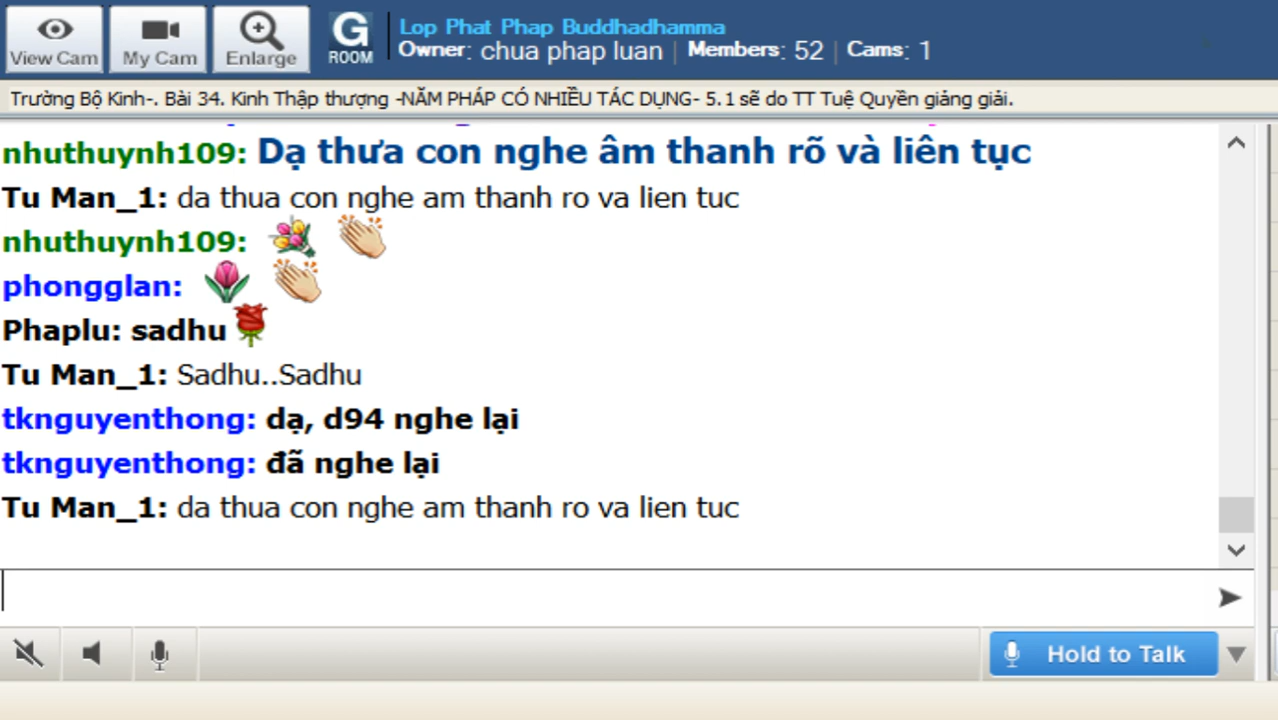 View Cam
My Cam
Enlarge
G
ROOM
Lop Phat Phap Buddhadhamma
Owner: chua phap luan | Members: 52 | Cams: 1
Trường Bộ Kinh-. Bài 34. Kinh Thập thượng -NĂM PHÁP CÓ NHIỀU TÁC DỤNG- 5.1 sẽ do TT Tuệ Quyền giảng giải.
nhuthuynh109: Dạ thưa con nghe âm thanh rõ và liên tục
Tu Man_1: da thua con nghe am thanh ro va lien tuc
nhuthuynh109:
phongglan:
Phaplu: sadhu
Tu Man_1: Sadhu..Sadhu
tknguyenthong: dạ, d94 nghe lại
tknguyenthong: đã nghe lại
Tu Man_1: da thua con nghe am thanh ro va lien tuc
Hold to Talk